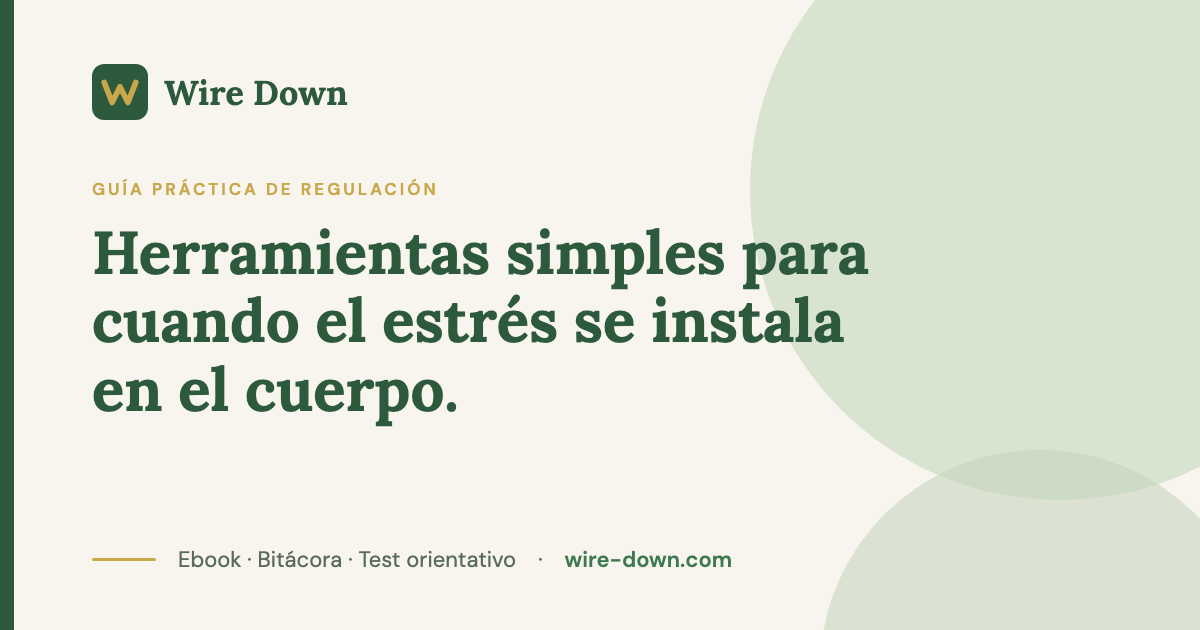 W
Wire Down
GUÍA PRÁCTICA DE REGULACIÓN
Herramientas simples para
cuando el estrés se instala
en el cuerpo.
Ebook · Bitácora · Test orientativo · wire-down.com